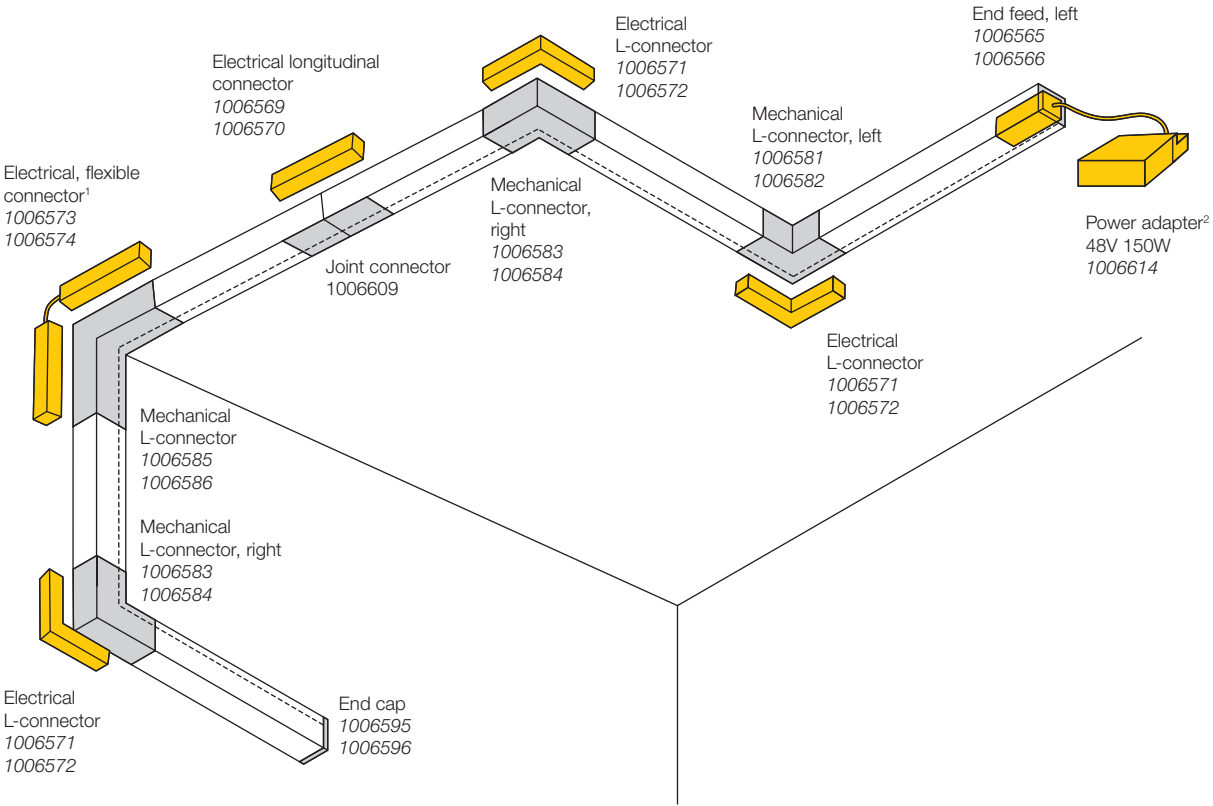 Electrical
L-connector
1006571
1006572
End feed, left
1006565
1006566
Electrical longitudinal
connector
1006569
1006570
Mechanical
L-connector, left
1006581
1006582
Electrical, flexible
connector¹
1006573
1006574
Mechanical
L-connector,
right
1006583
1006584
Power adapter²
48V 150W
1006614
Joint connector
1006609
Electrical
L-connector
1006571
1006572
Mechanical
L-connector
1006585
1006586
Mechanical
L-connector, right
1006583
1006584
Electrical
L-connector
1006571
1006572
End cap
1006595
1006596